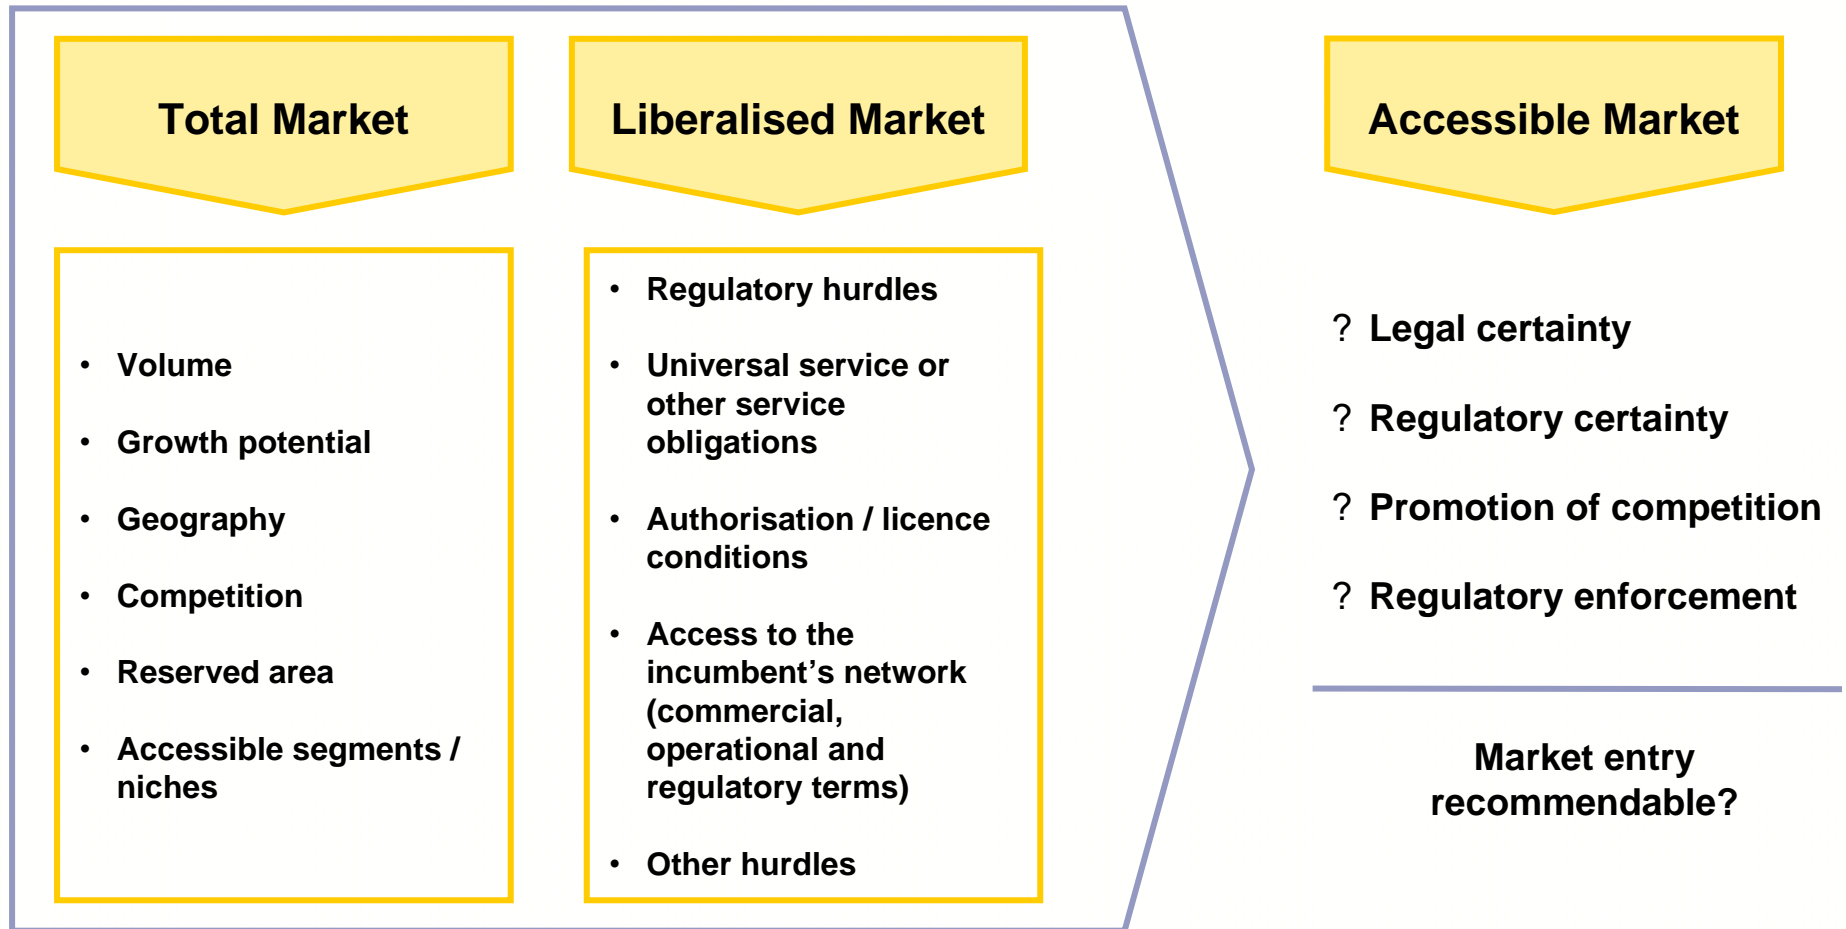 Total Market
• Volume
• Growth potential
• Geography
• Competition
• Reserved area
• Accessible segments /
niches
Liberalised Market
• Regulatory hurdles
• Universal service or
other service
obligations
• Authorisation / licence
conditions
• Access to the
incumbent’s network
(commercial,
operational and
regulatory terms)
• Other hurdles
Accessible Market
? Legal certainty
? Regulatory certainty
? Promotion of competition
? Regulatory enforcement
Market entry
recommendable?